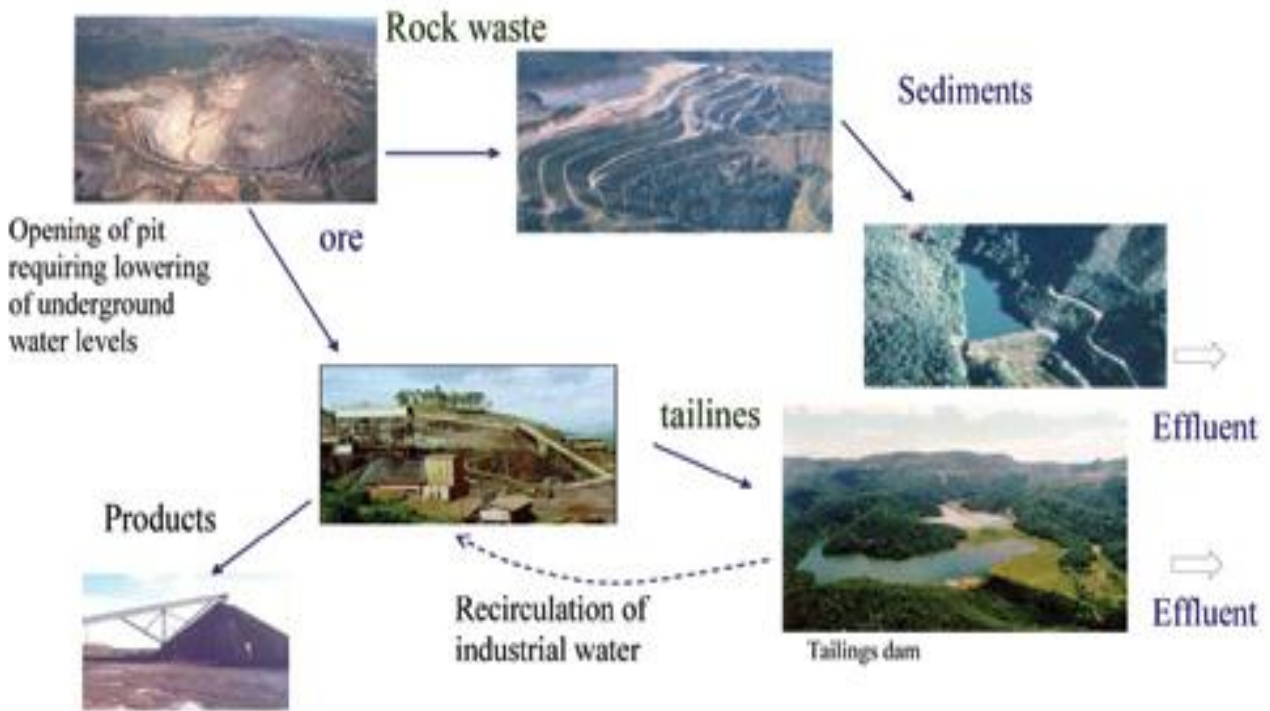 Rock waste
Sediments
Opening of pit
requiring lowering
of underground
water levels
ore
tailines
Effluent
Products
Recirculation of
industrial water
Effluent
Tailings dam